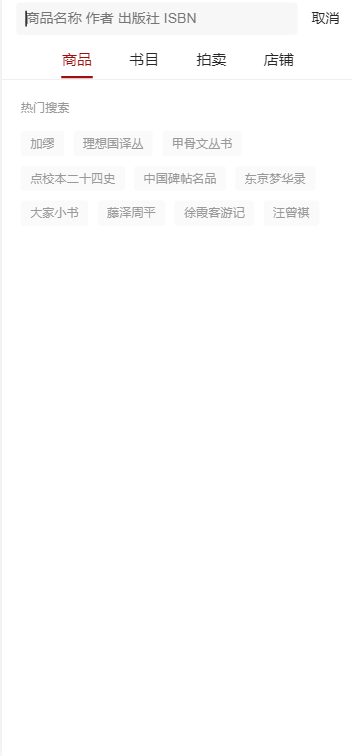 商品名称 作者 出版社 ISBN 取消
商品 书目 拍卖 店铺
热门搜索
加缪 理想国译丛 甲骨文丛书
点校本二十四史 中国碑帖名品 东京梦华录
大家小书 藤泽周平 徐霞客游记 汪曾祺